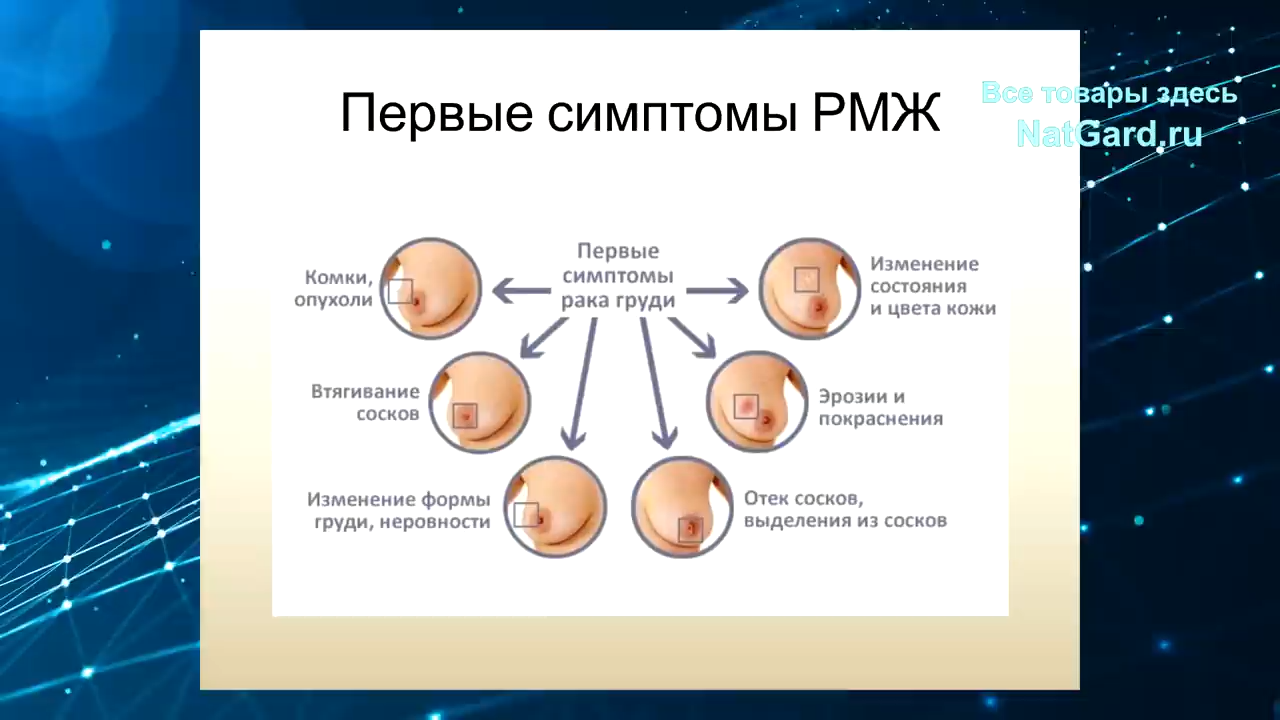 Первые симптомы РМЖ
Все товары здесь
NatGard.ru
Первые
симптомы
рака груди
Комки,
опухоли
Изменение
состояния
и цвета кожи
Втягивание
сосков
Эрозии и
покраснения
Изменение формы
груди, неровности
Отек сосков,
выделения из сосков